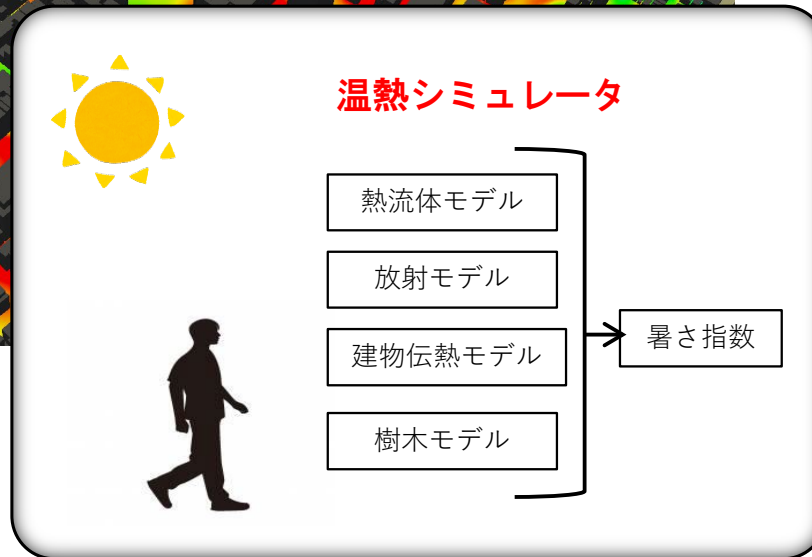 温熱シミュレータ
熱流体モデル
放射モデル
建物伝熱モデル
樹木モデル
暑さ指数